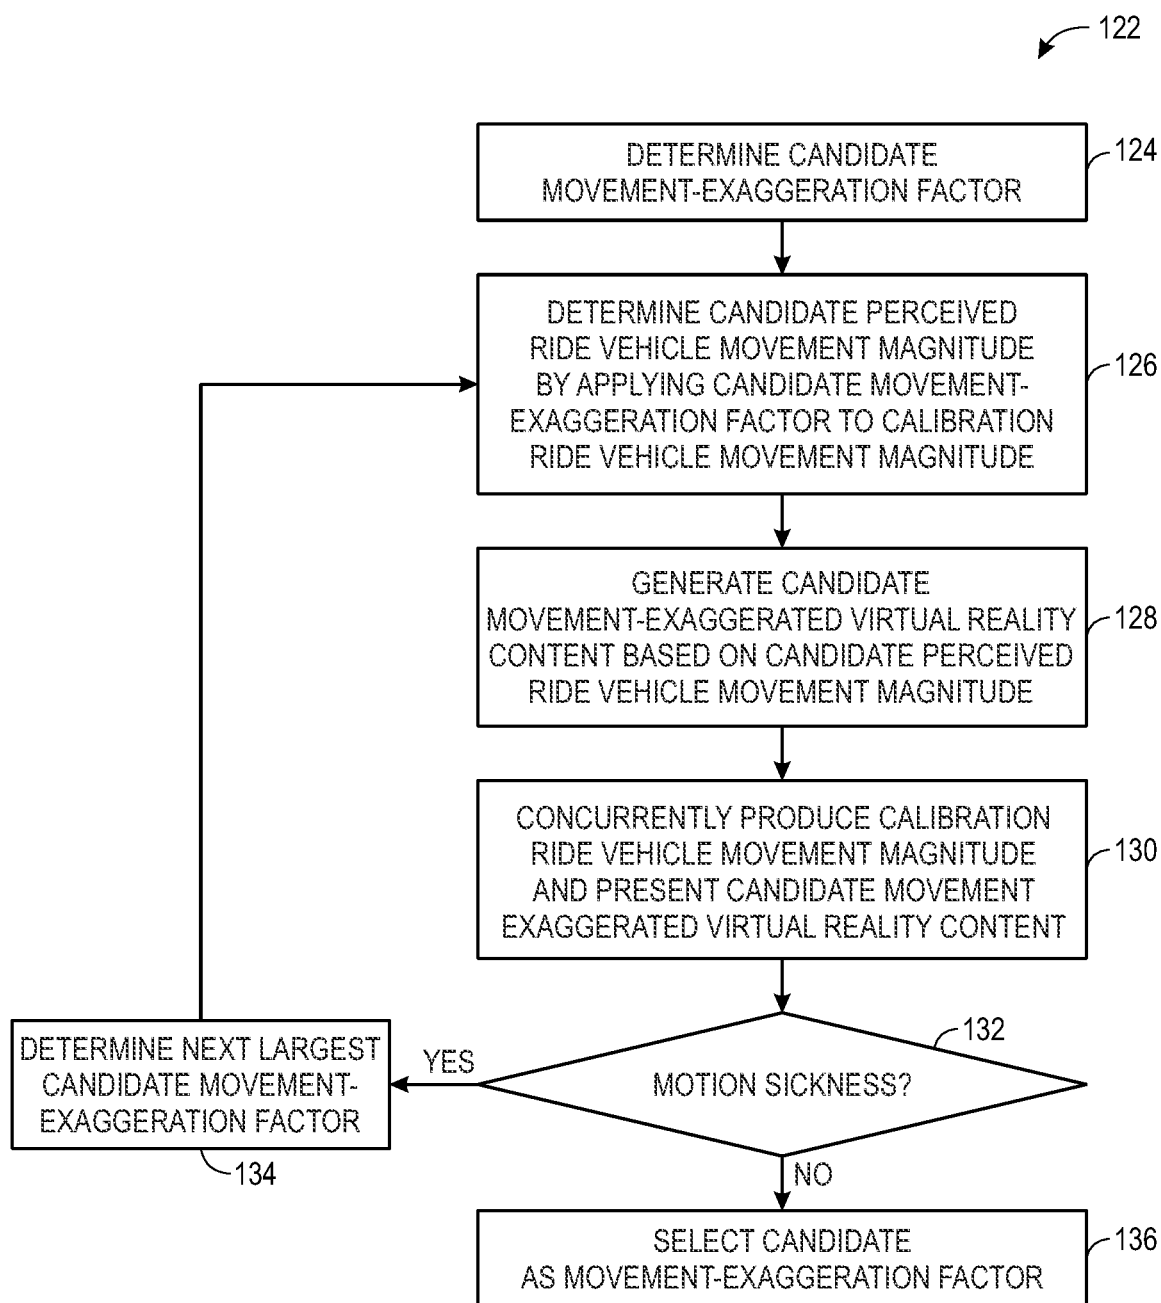 122
DETERMINE CANDIDATE
MOVEMENT-EXAGGERATION FACTOR
124
DETERMINE CANDIDATE PERCEIVED
RIDE VEHICLE MOVEMENT MAGNITUDE
BY APPLYING CANDIDATE MOVEMENT-
EXAGGERATION FACTOR TO CALIBRATION
RIDE VEHICLE MOVEMENT MAGNITUDE
126
GENERATE CANDIDATE
MOVEMENT-EXAGGERATED VIRTUAL REALITY
CONTENT BASED ON CANDIDATE PERCEIVED
RIDE VEHICLE MOVEMENT MAGNITUDE
128
CONCURRENTLY PRODUCE CALIBRATION
RIDE VEHICLE MOVEMENT MAGNITUDE
AND PRESENT CANDIDATE MOVEMENT
EXAGGERATED VIRTUAL REALITY CONTENT
130
MOTION SICKNESS?
132
YES
DETERMINE NEXT LARGEST
CANDIDATE MOVEMENT-
EXAGGERATION FACTOR
134
NO
SELECT CANDIDATE
AS MOVEMENT-EXAGGERATION FACTOR
136